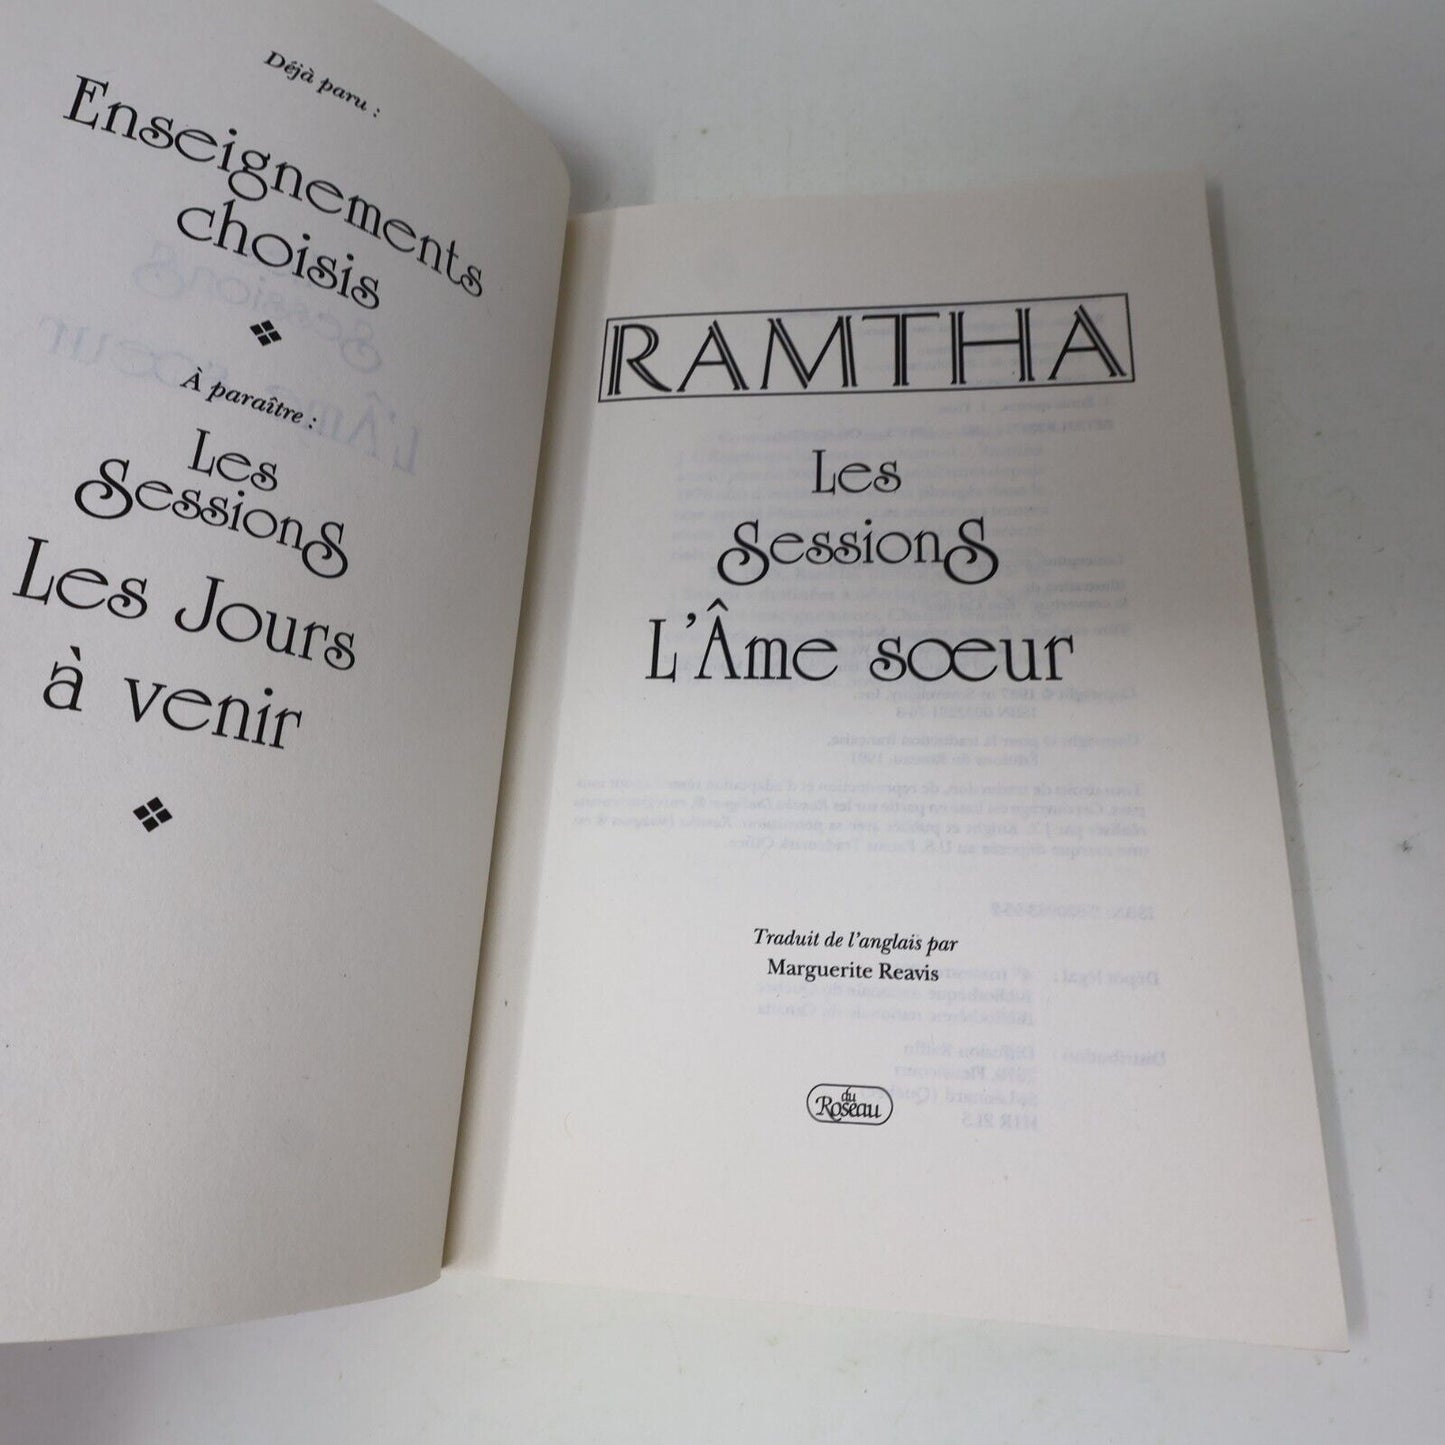 Déjà paru :
Enseignements
choisis
À paraître :
Les
Sessions
Les Jours
à venir
RAMTHA
Les
Sessions
L'Âme sœur
Traduit de l'anglais par
Marguerite Reavis
du
Roseau